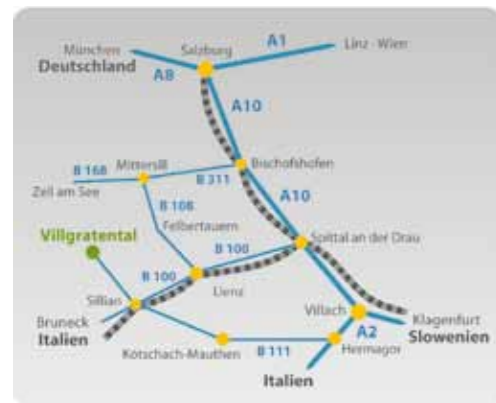 München
Deutschland
Salzburg
A1
Linz - Wien
A8
A10
Mittersill
B 168
Zell am See
B 311
Bischofshofen
A10
B 108
Felbertauern
Villgratental
B 100
Spittal an der Drau
B 100
Lienz
Sillian
Bruneck
Italien
Villach
A2
Klagenfurt
Slowenien
Kötschach-Mauthen
B 111
Hermagor
Italien